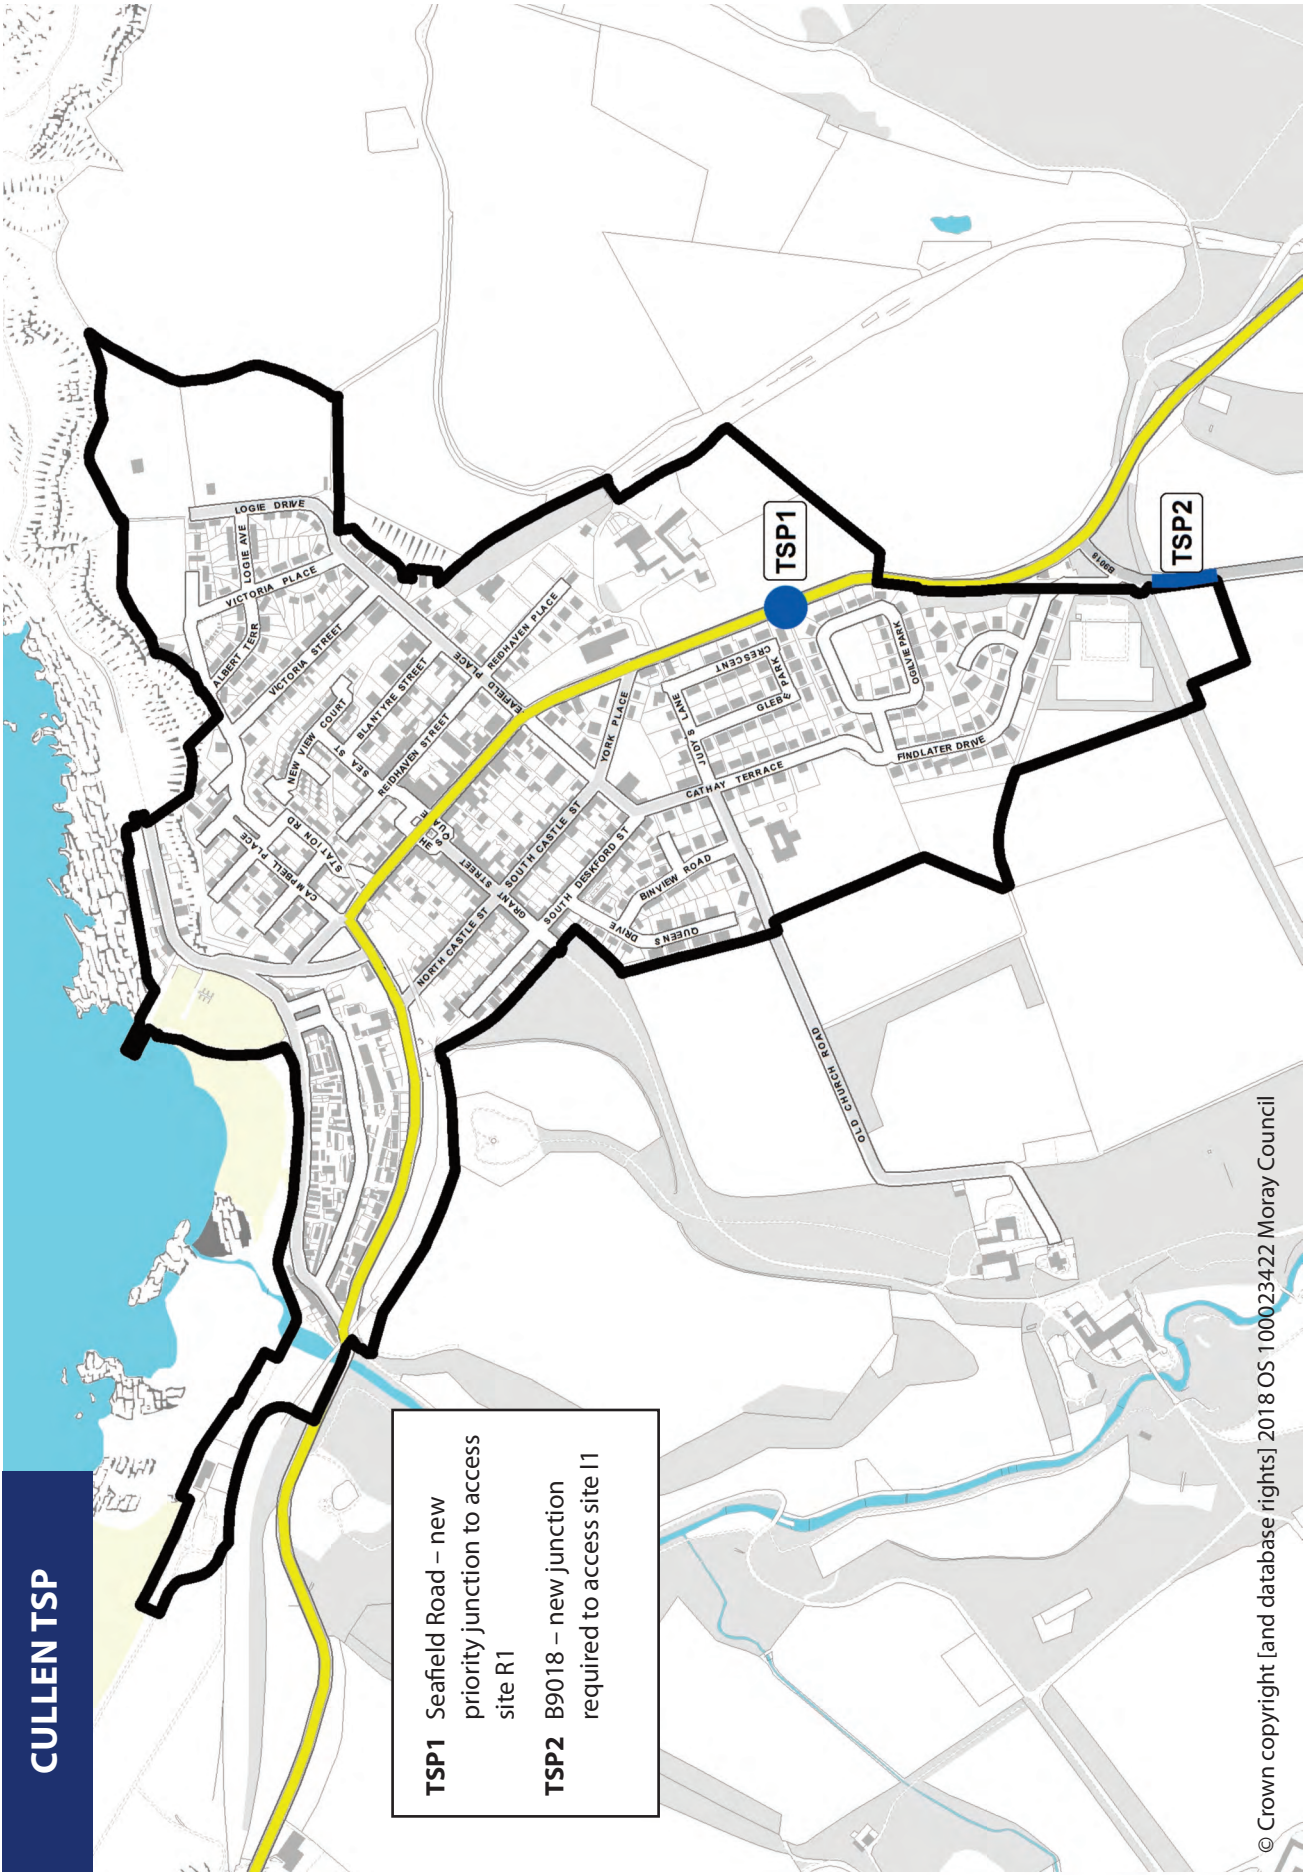 CULLEN TSP
TSP1 Seafield Road – new
priority junction to access
site R1
TSP2 B9018 – new junction
required to access site I1
LOGIE DRIVE
LOGIE AVE
VICTORIA PLACE
ALBERT TERR
VICTORIA STREET
NEW VIEW COURT
SEA ST
BLANTYRE STREET
REIDHAVEN STREET
REIDHAVEN PLACE
SEAFIELD PLACE
CAMPBELL PLACE
STATION RD
THE SQUARE
GRANT STREET
NORTH CASTLE ST
SOUTH CASTLE ST
SOUTH DESKFORD ST
YORK PLACE
JUDY'S LANE
GLEBE PARK CRESCENT
CATHAY TERRACE
BINVIEW ROAD
QUEENS DRIVE
OGILVIE PARK
FINDLATER DRIVE
OLD CHURCH ROAD
B9018
TSP1
TSP2
© Crown copyright [and database rights] 2018 OS 100023422 Moray Council